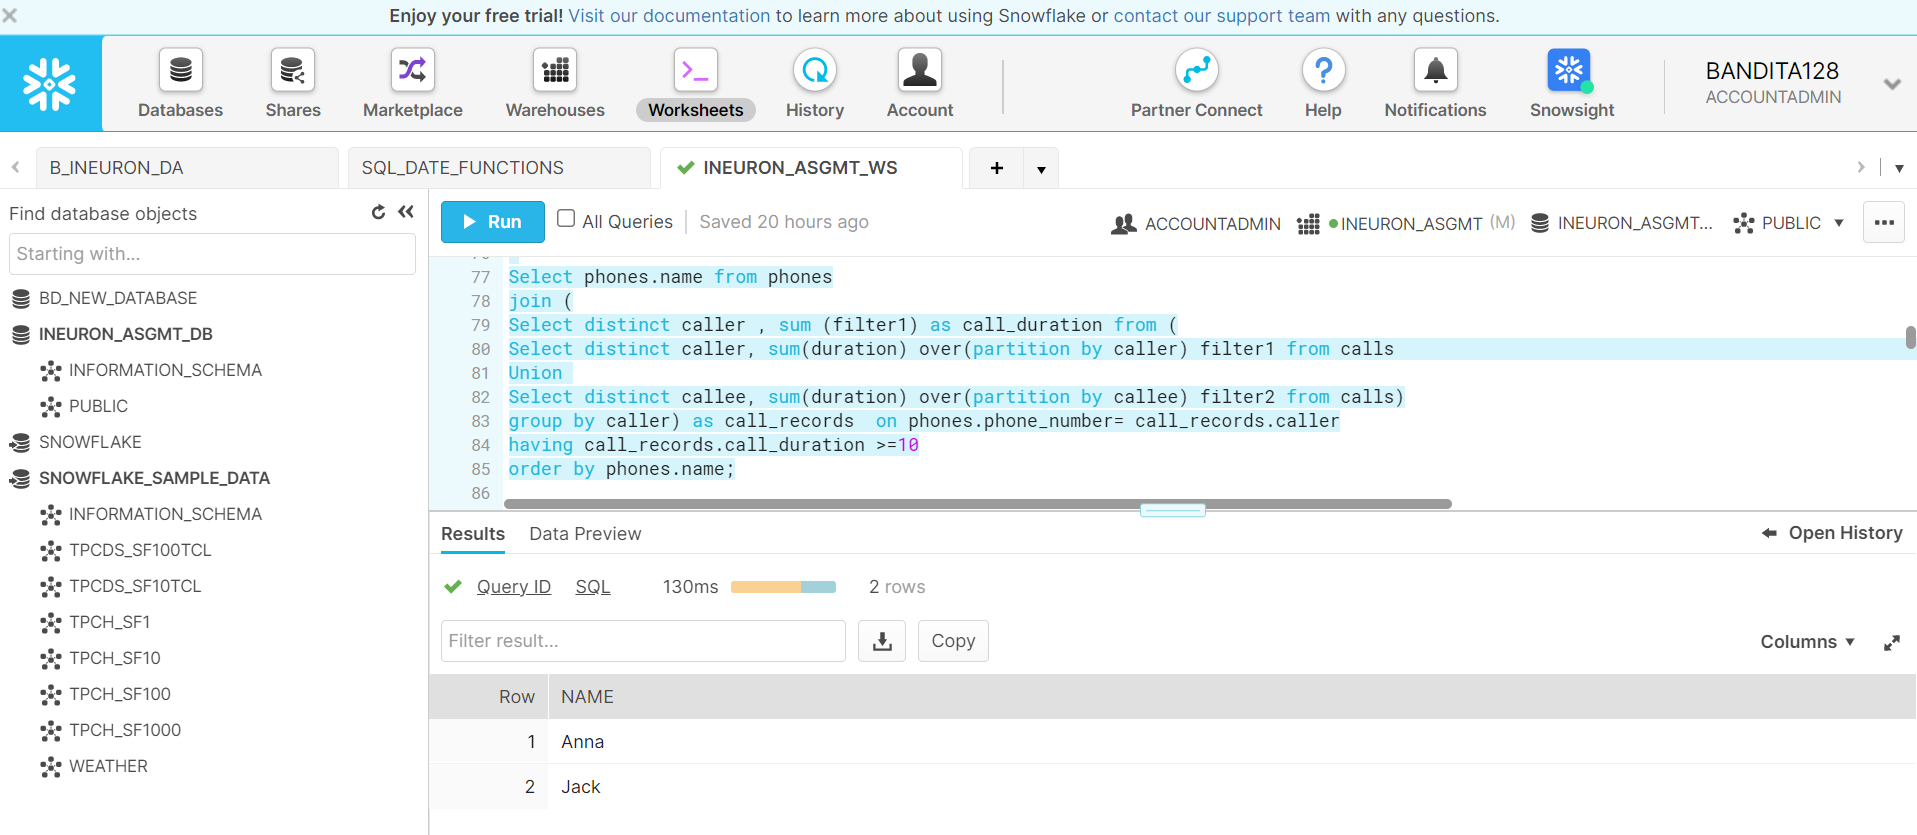 Enjoy your free trial! Visit our documentation to learn more about using Snowflake or contact our support team with any questions.
Databases
Shares
Marketplace
Warehouses
Worksheets
History
Account
Partner Connect
Help
Notifications
Snowsight
BANDITA128
ACCOUNTADMIN
B_INEURON_DA
SQL_DATE_FUNCTIONS
INEURON_ASGMT_WS
Find database objects
Starting with...
BD_NEW_DATABASE
INEURON_ASGMT_DB
INFORMATION_SCHEMA
PUBLIC
SNOWFLAKE
SNOWFLAKE_SAMPLE_DATA
INFORMATION_SCHEMA
TPCDS_SF100TCL
TPCDS_SF10TCL
TPCH_SF1
TPCH_SF10
TPCH_SF100
TPCH_SF1000
WEATHER
Run All Queries Saved 20 hours ago ACCOUNTADMIN INEURON_ASGMT (M) INEURON_ASGMT... PUBLIC
77 Select phones.name from phones
78 join (
79 Select distinct caller , sum (filter1) as call_duration from (
80 Select distinct caller, sum(duration) over(partition by caller) filter1 from calls
81 Union
82 Select distinct callee, sum(duration) over(partition by callee) filter2 from calls)
83 group by caller) as call_records  on phones.phone_number= call_records.caller
84 having call_records.call_duration >=10
85 order by phones.name;
86
Results Data Preview Open History
Query ID SQL 130ms 2 rows
Filter result... Copy Columns
Row NAME
1 Anna
2 Jack